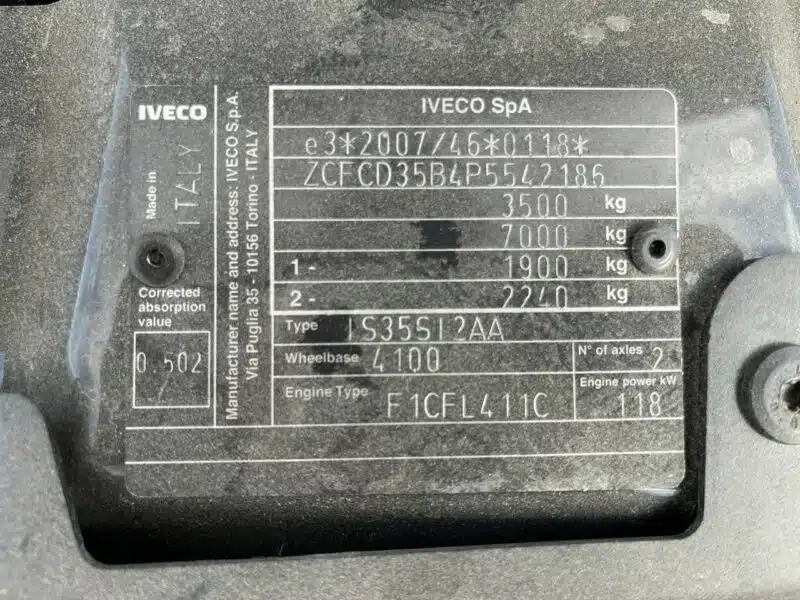 IVECO
Made in
ITALY
Corrected
absorption
value
0.502
Manufacturer name and address: IVECO S.p.A.
Via Puglia 35 - 10156 Torino - ITALY
IVECO SpA
e3*2007/46*0118*
ZCFCD35B4P5542186
3500 kg
7000 kg
1 - 1900 kg
2 - 2240 kg
Type IS35SI2AA
Wheelbase 4100 N° of axles 2
Engine Type F1CFL411C Engine power kW 118